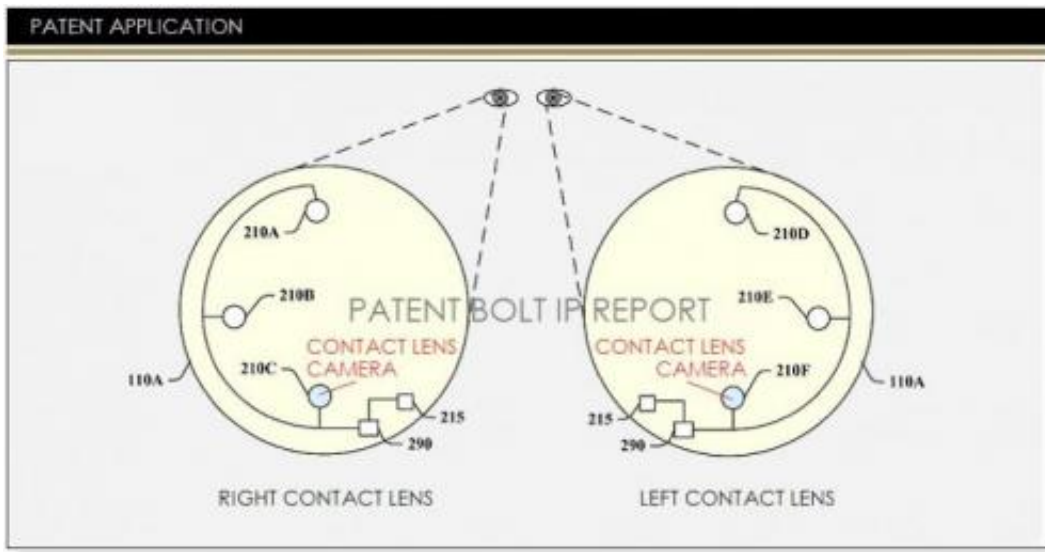 PATENT APPLICATION
210A
210D
210B
210E
PATENT BOLT IP REPORT
CONTACT LENS
CAMERA
CONTACT LENS
CAMERA
210C
210F
110A
110A
215
215
290
290
RIGHT CONTACT LENS
LEFT CONTACT LENS